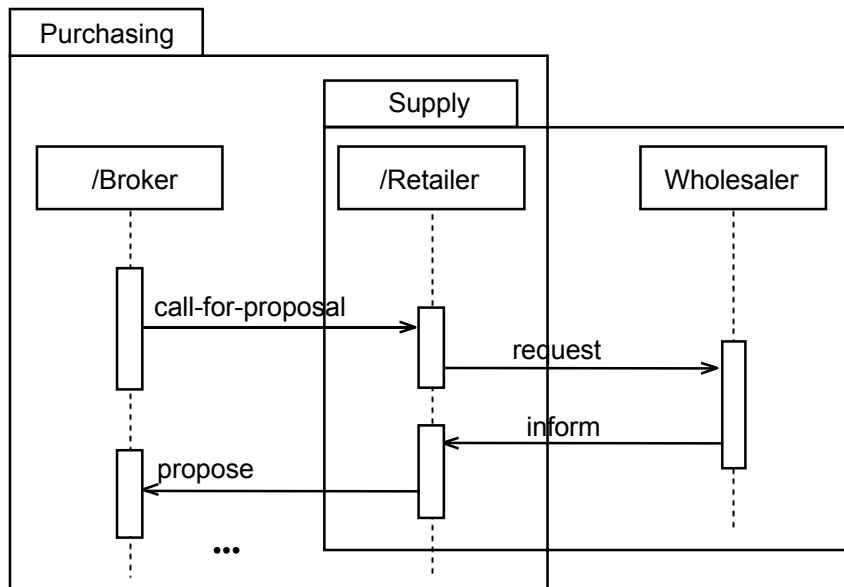 Purchasing
Supply
/Broker
/Retailer
Wholesaler
call-for-proposal
request
inform
propose
•••